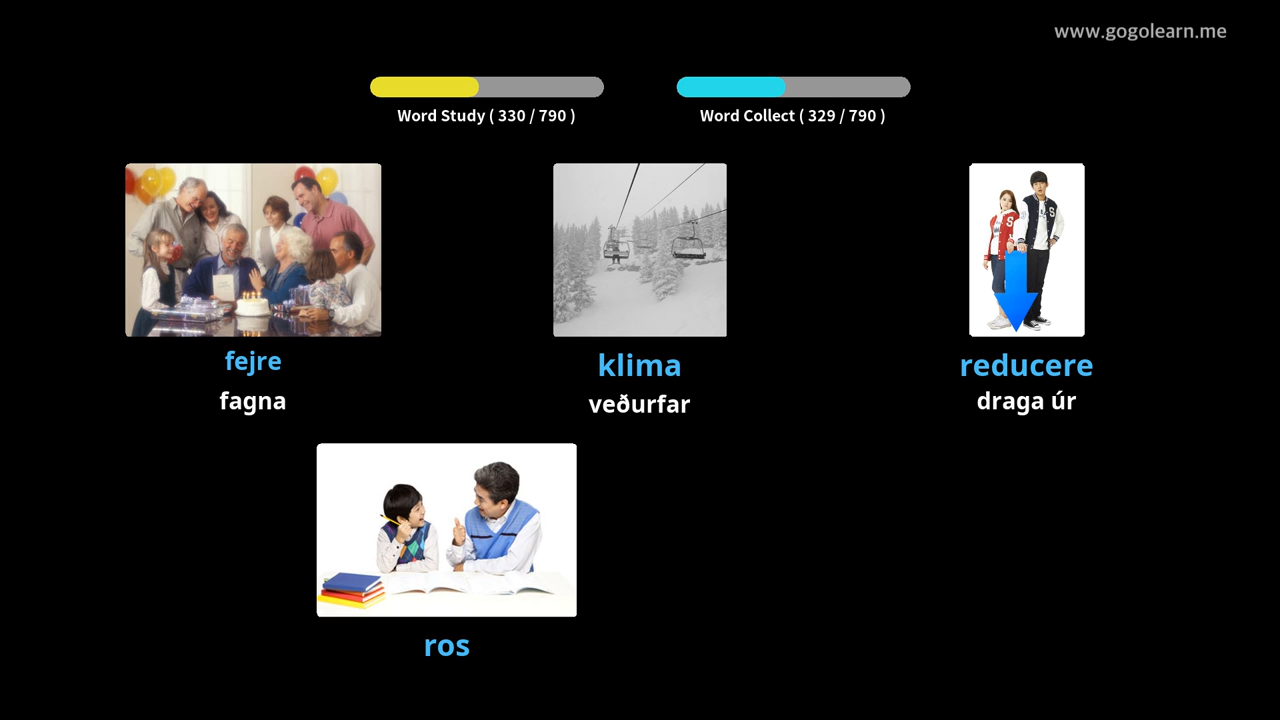 www.gogolearn.me
Word Study ( 330 / 790 )
Word Collect ( 329 / 790 )
fejre
klima
reducere
fagna
veðurfar
draga úr
ros